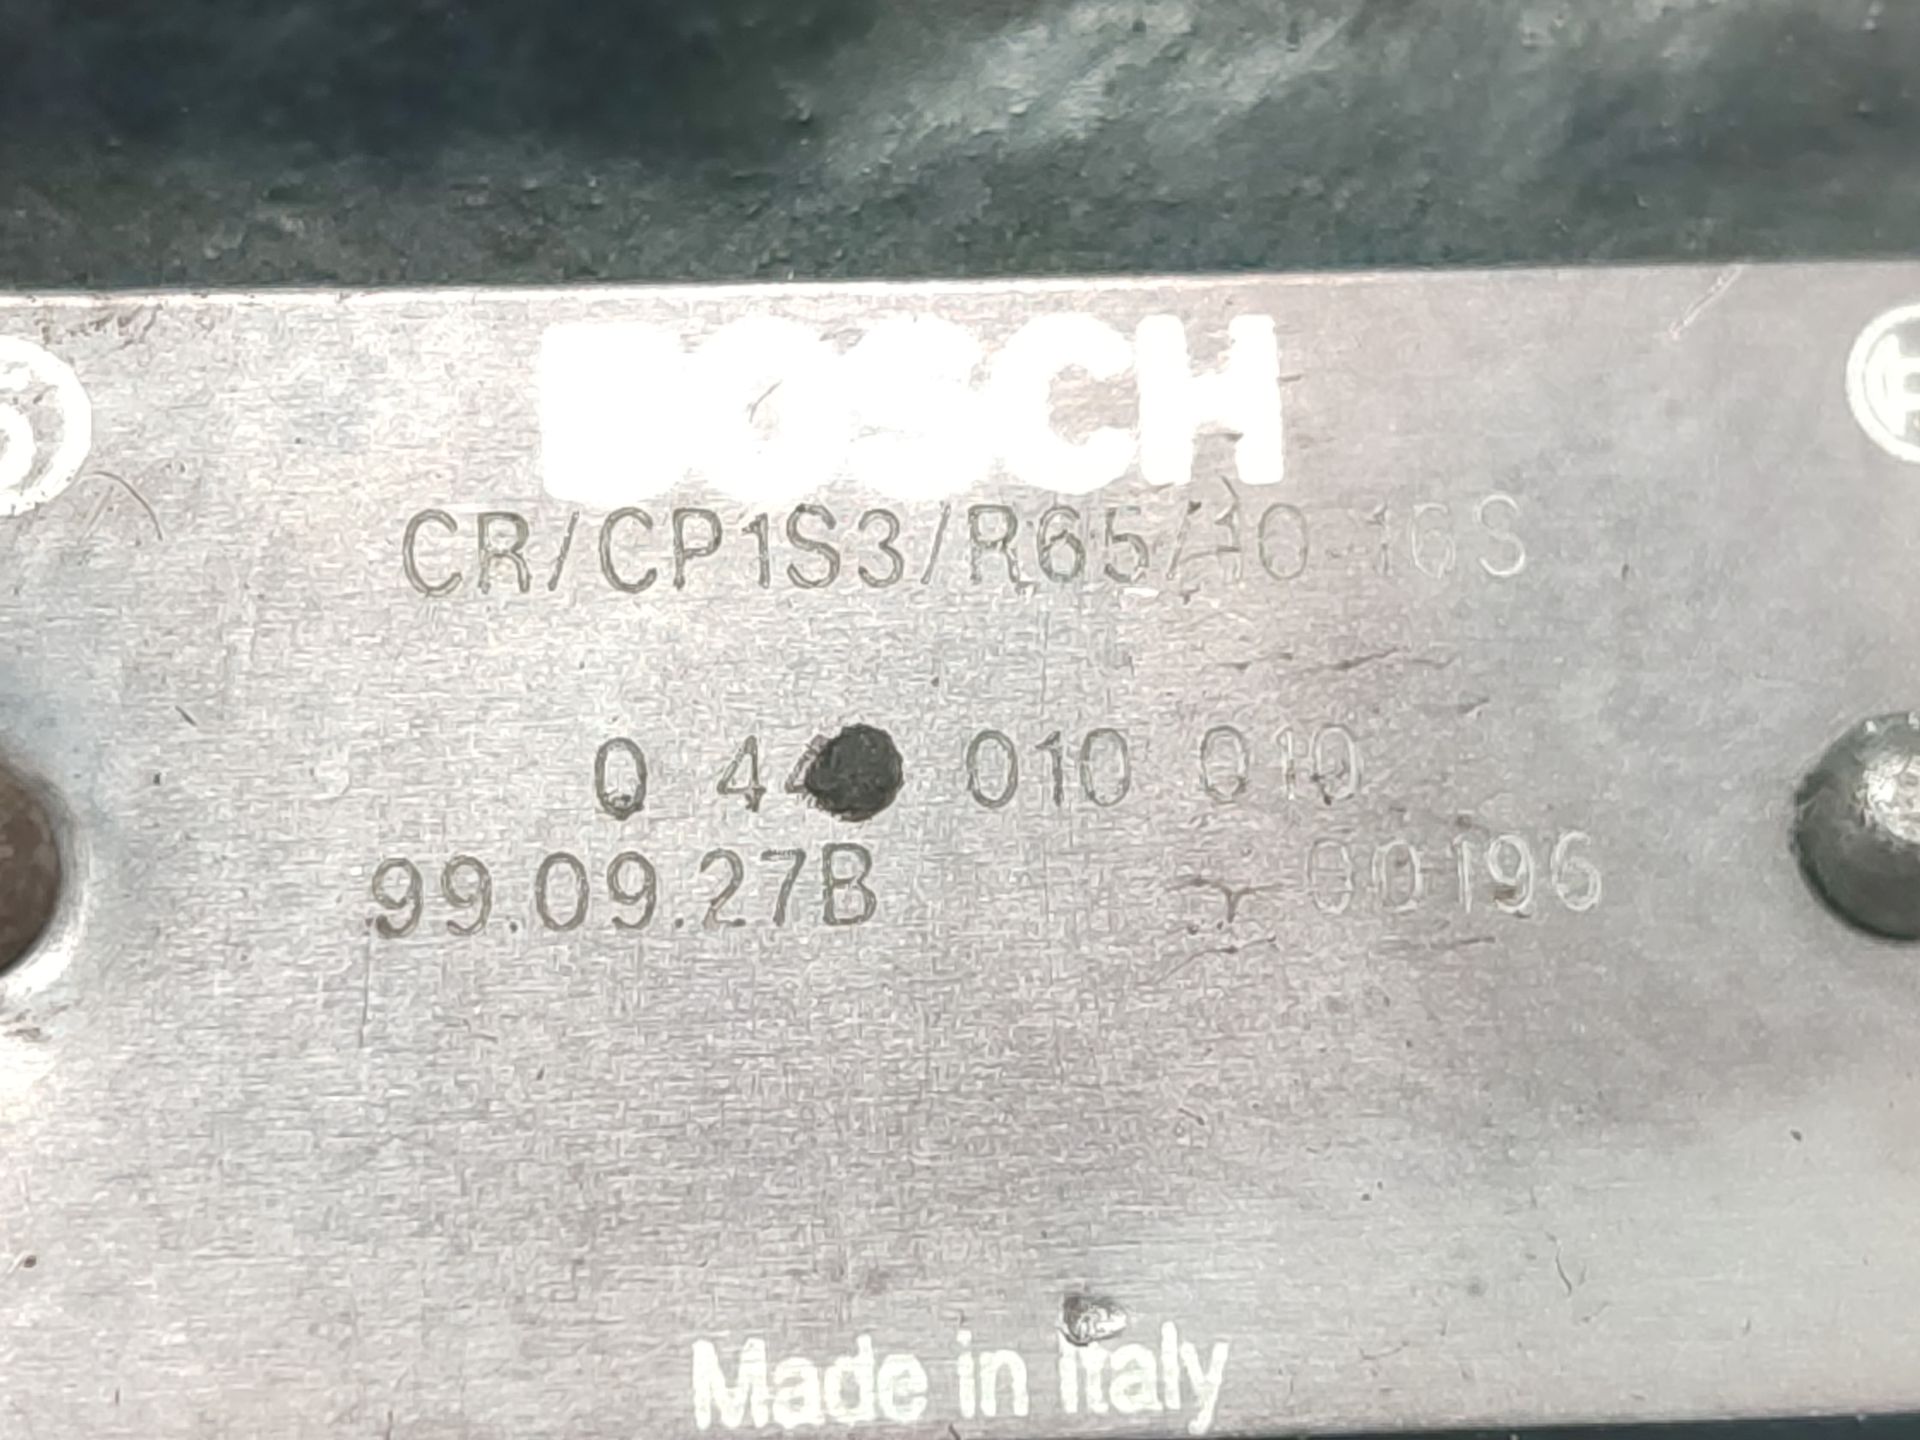 BOSCH
CR/CP1S3/R65/10-16S
0 44 010 010
99.09.27B 00196
Made in Italy